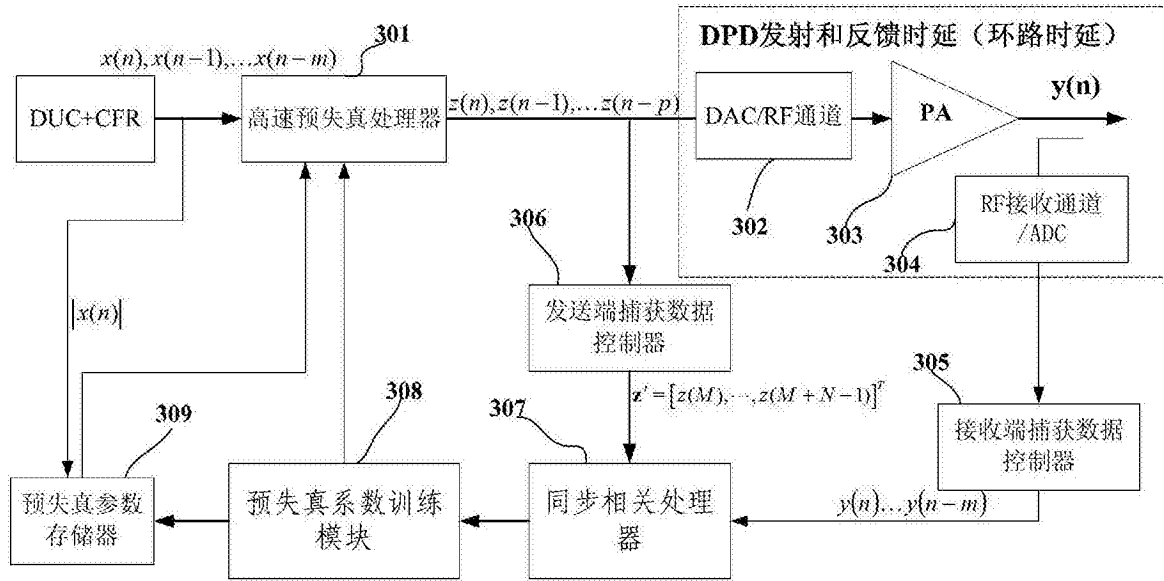 DPD发射和反馈时延（环路时延）
301
x(n),x(n−1),…x(n−m)
DUC+CFR
高速预失真处理器
z(n),z(n−1),…z(n−p)
DAC/RF通道
PA
y(n)
302
303
304
RF接收通道
/ADC
306
发送端捕获数据
控制器
|x(n)|
z' = [z(M),⋯,z(M+N−1)]^T
305
接收端捕获数据
控制器
309
308
307
预失真参数
存储器
预失真系数训练
模块
同步相关处理
器
y(n)…y(n−m)